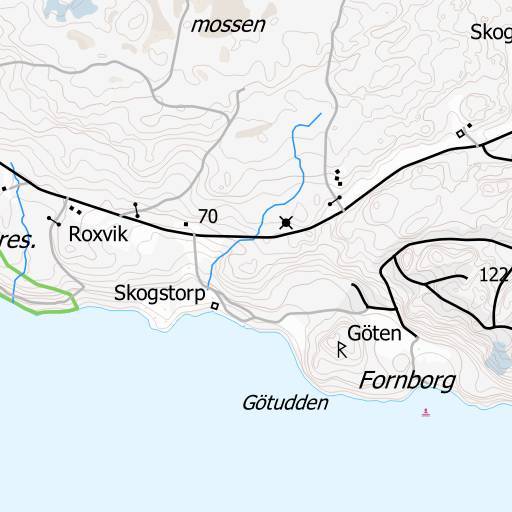 mossen
Skog
70
res.
Roxvik
122
Skogstorp
Göten
Fornborg
Götudden